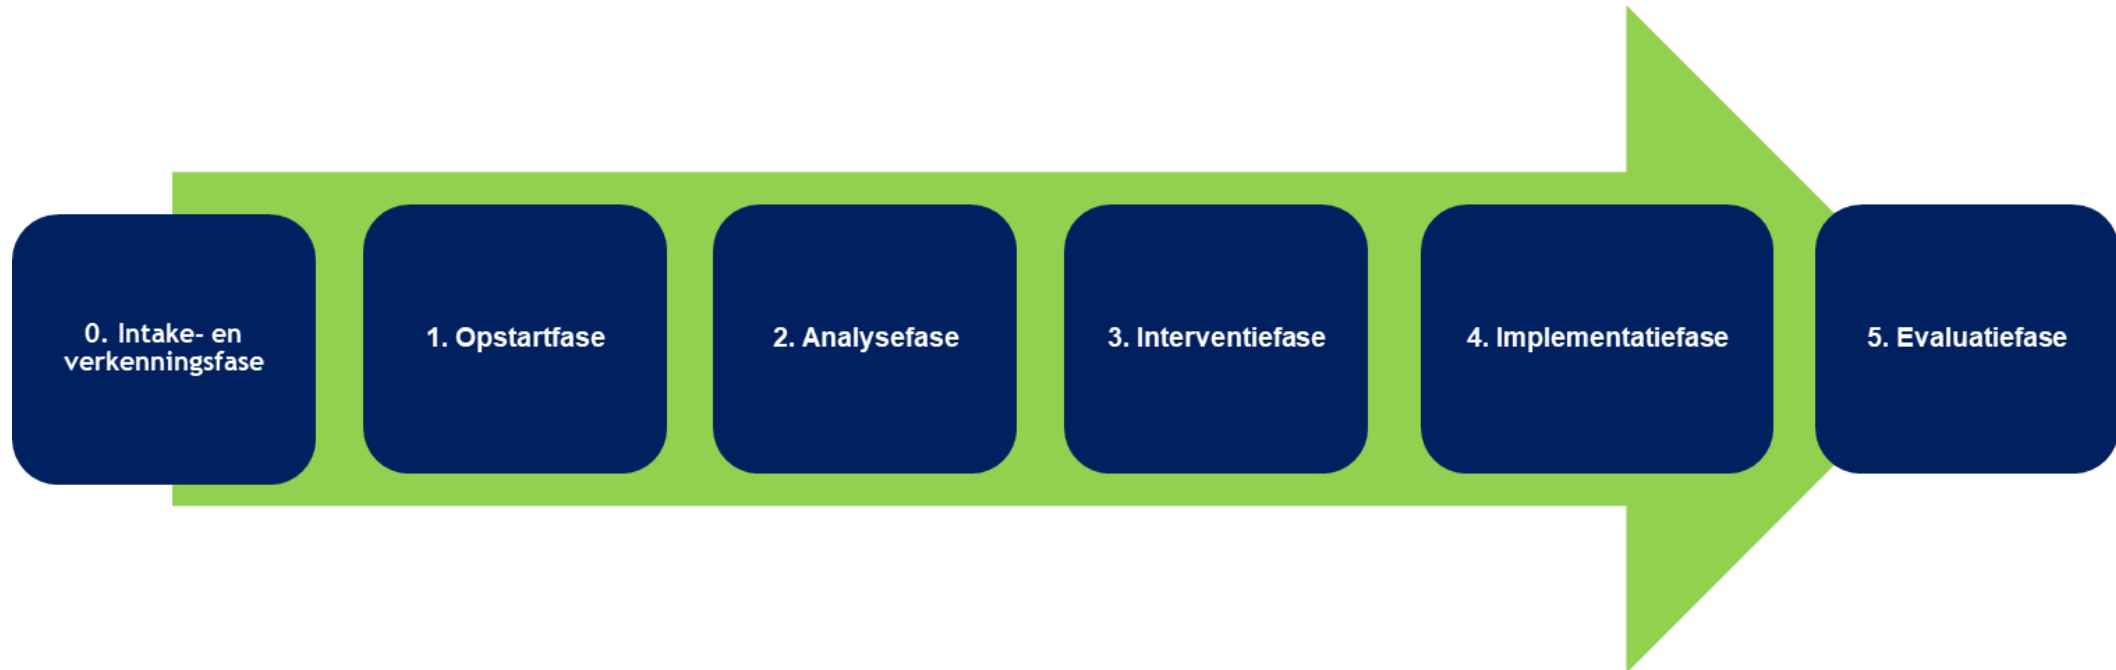 0. Intake- en
verkenningsfase
1. Opstartfase
2. Analysefase
3. Interventiefase
4. Implementatiefase
5. Evaluatiefase